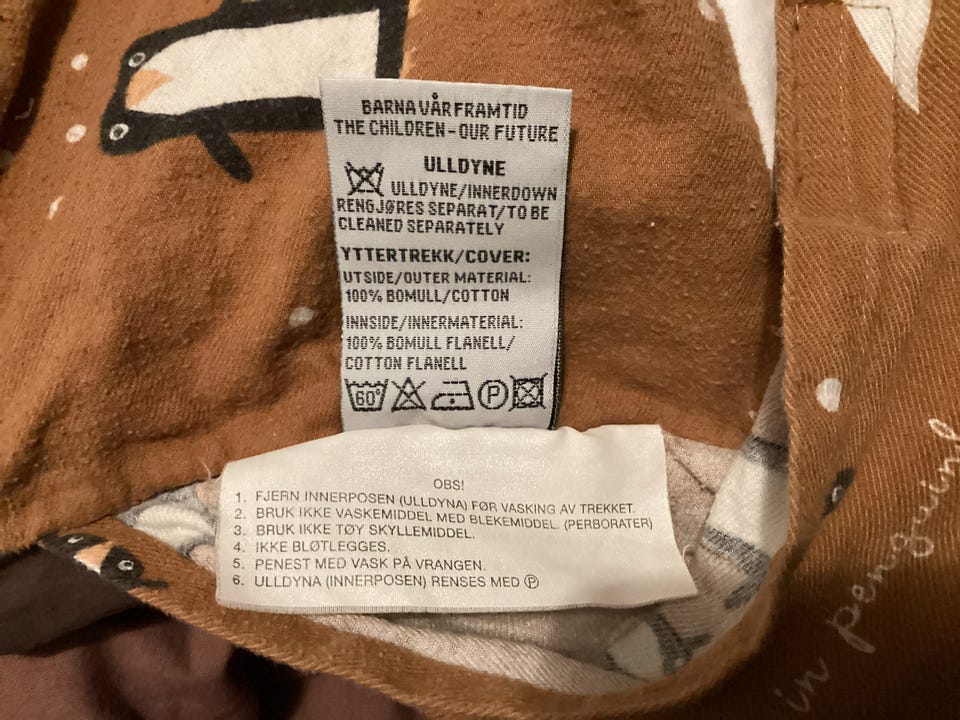 BARNA VÅR FRAMTID
THE CHILDREN - OUR FUTURE
ULLDYNE
ULLDYNE/INNERDOWN
RENGJØRES SEPARAT/TO BE
CLEANED SEPARATELY
YTTERTREKK/COVER:
UTSIDE/OUTER MATERIAL:
100% BOMULL/COTTON
INNSIDE/INNERMATERIAL:
100% BOMULL FLANELL/
COTTON FLANELL
60° P
OBS!
1. FJERN INNERPOSEN (ULLDYNA) FØR VASKING AV TREKKET.
2. BRUK IKKE VASKEMIDDEL MED BLEKEMIDDEL. (PERBORATER)
3. BRUK IKKE TØY SKYLLEMIDDEL.
4. IKKE BLØTLEGGES.
5. PENEST MED VASK PÅ VRANGEN.
6. ULLDYNA (INNERPOSEN) RENSES MED Ⓟ
in penguin!